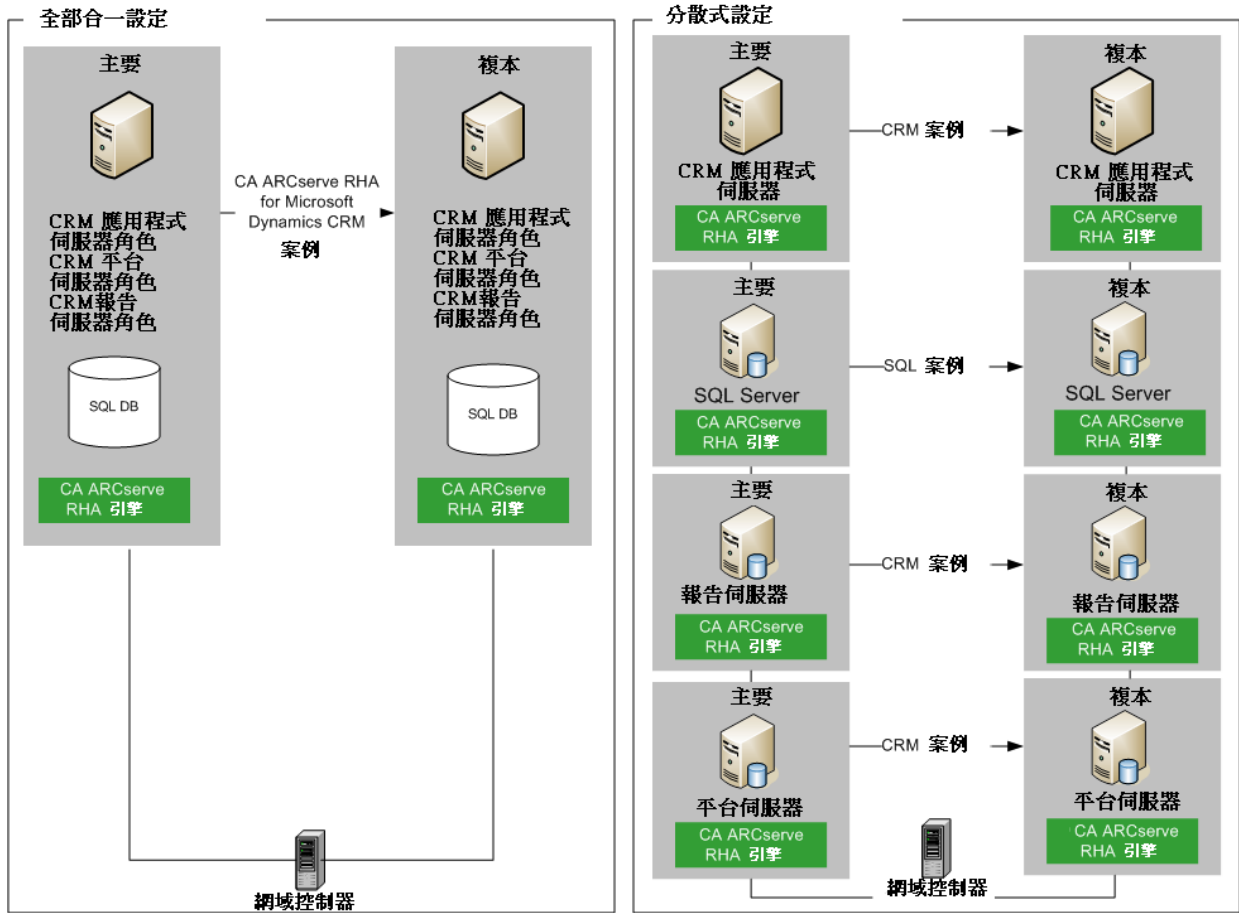 全部合一設定
主要
複本
CRM 應用程式
伺服器角色
CRM 平台
伺服器角色
CRM報告
伺服器角色
SQL DB
CA ARCserve
RHA 引擎
CA ARCserve RHA
for Microsoft
Dynamics CRM
案例
CRM 應用程式
伺服器角色
CRM 平台
伺服器角色
CRM報告
伺服器角色
SQL DB
CA ARCserve
RHA 引擎
網域控制器
分散式設定
主要
CRM 應用程式
伺服器
CA ARCserve
RHA 引擎
CRM 案例
複本
CRM 應用程式
伺服器
CA ARCserve
RHA 引擎
主要
SQL Server
CA ARCserve
RHA 引擎
SQL 案例
複本
SQL Server
CA ARCserve
RHA 引擎
主要
報告伺服器
CA ARCserve
RHA 引擎
CRM 案例
複本
報告伺服器
CA ARCserve
RHA 引擎
主要
平台伺服器
CA ARCserve
RHA 引擎
CRM 案例
複本
平台伺服器
CA ARCserve
RHA 引擎
網域控制器